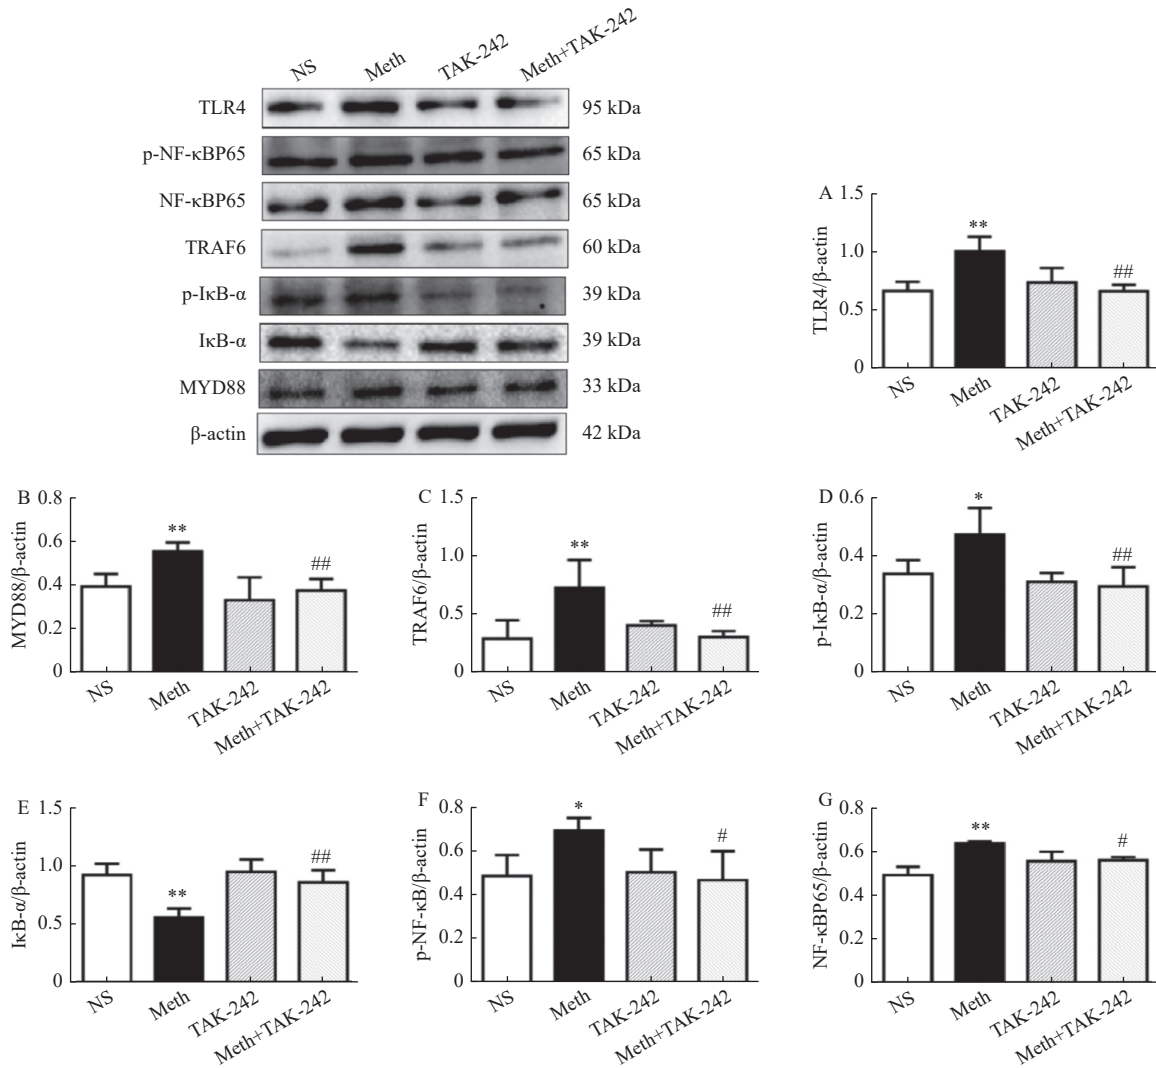 NS Meth TAK-242 Meth+TAK-242
TLR4 95 kDa
p-NF-κBP65 65 kDa
NF-κBP65 65 kDa
TRAF6 60 kDa
p-IκB-α 39 kDa
IκB-α 39 kDa
MYD88 33 kDa
β-actin 42 kDa
A
TLR4/β-actin
1.5
1.0
0.5
0
**
##
NS Meth TAK-242 Meth+TAK-242
B
MYD88/β-actin
0.8
0.6
0.4
0.2
0
**
##
NS Meth TAK-242 Meth+TAK-242
C
TRAF6/β-actin
1.5
1.0
0.5
0
**
##
NS Meth TAK-242 Meth+TAK-242
D
p-IκB-α/β-actin
0.6
0.4
0.2
0
*
##
NS Meth TAK-242 Meth+TAK-242
E
IκB-α/β-actin
1.5
1.0
0.5
0
**
##
NS Meth TAK-242 Meth+TAK-242
F
p-NF-κB/β-actin
0.8
0.6
0.4
0.2
0
*
#
NS Meth TAK-242 Meth+TAK-242
G
NF-κBP65/β-actin
0.8
0.6
0.4
0.2
0
**
#
NS Meth TAK-242 Meth+TAK-242